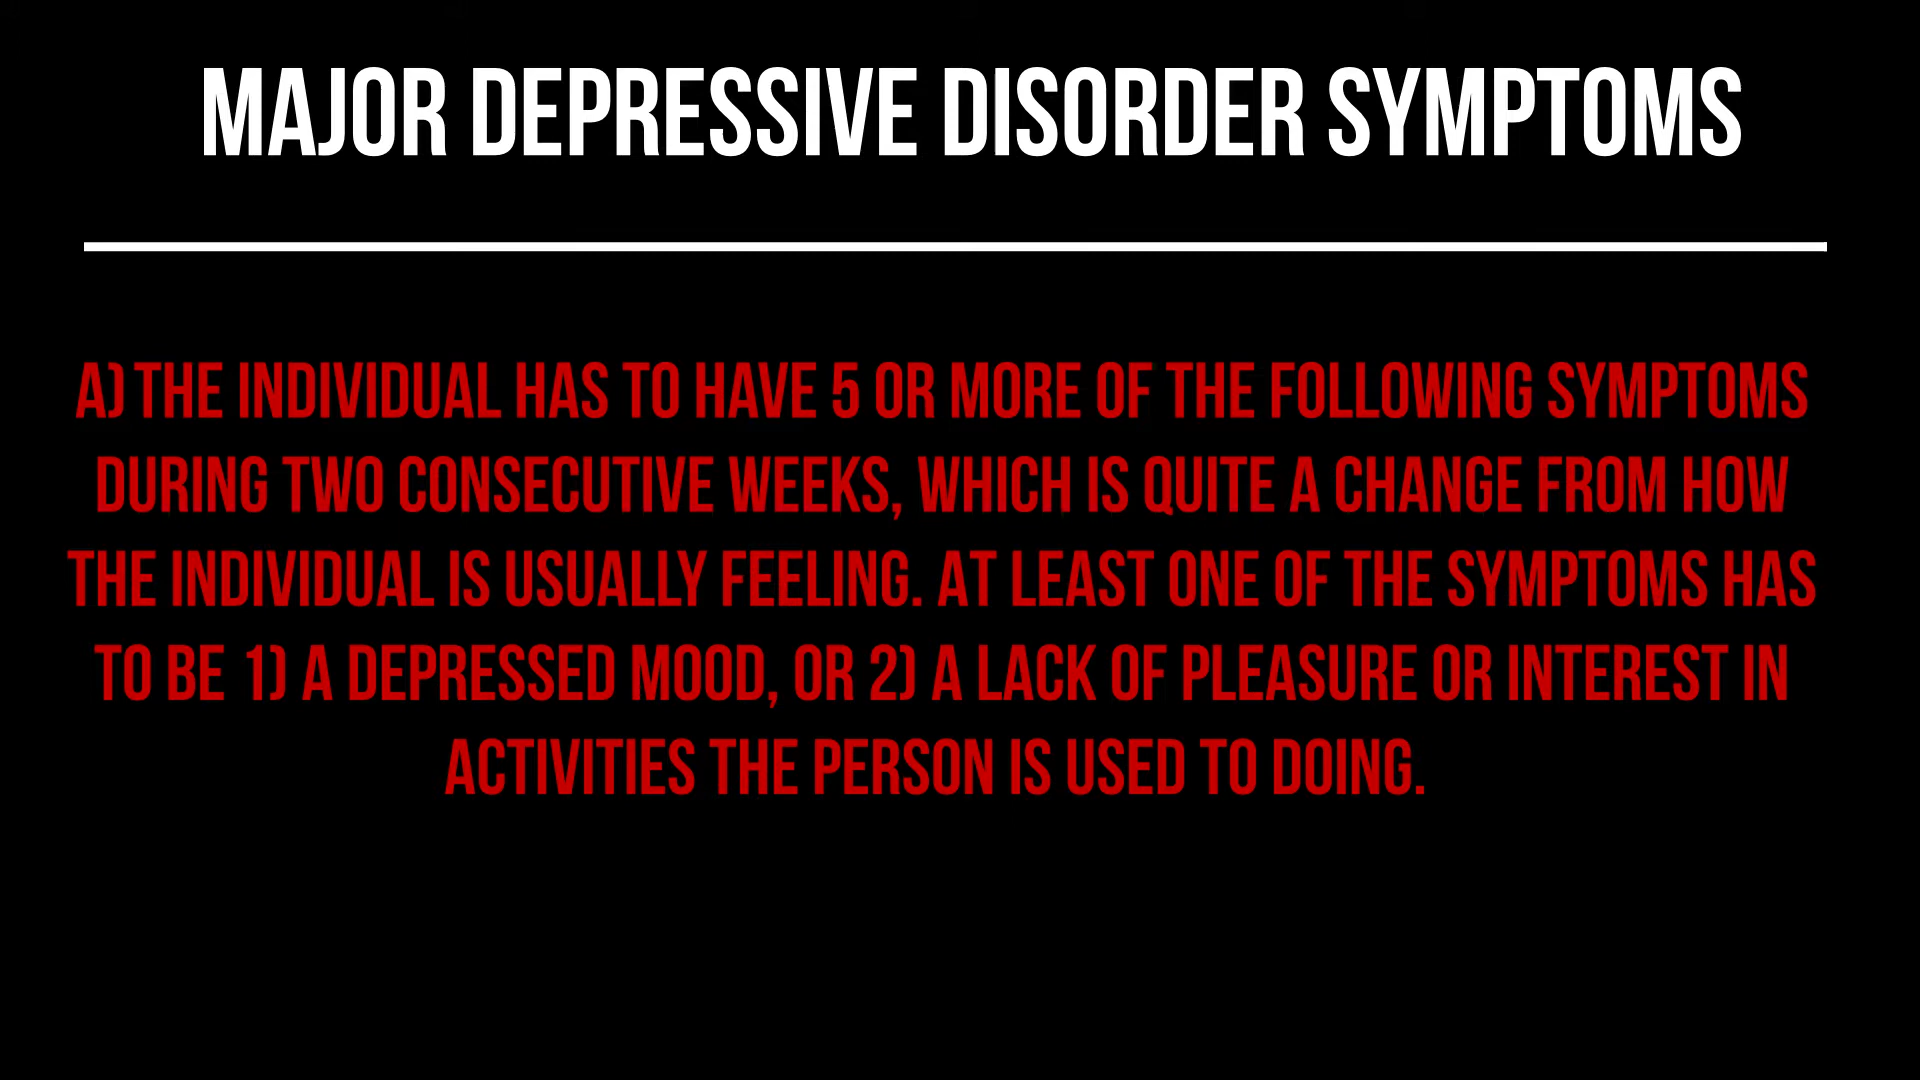 MAJOR DEPRESSIVE DISORDER SYMPTOMS
A) THE INDIVIDUAL HAS TO HAVE 5 OR MORE OF THE FOLLOWING SYMPTOMS
DURING TWO CONSECUTIVE WEEKS, WHICH IS QUITE A CHANGE FROM HOW
THE INDIVIDUAL IS USUALLY FEELING. AT LEAST ONE OF THE SYMPTOMS HAS
TO BE 1) A DEPRESSED MOOD, OR 2) A LACK OF PLEASURE OR INTEREST IN
ACTIVITIES THE PERSON IS USED TO DOING.